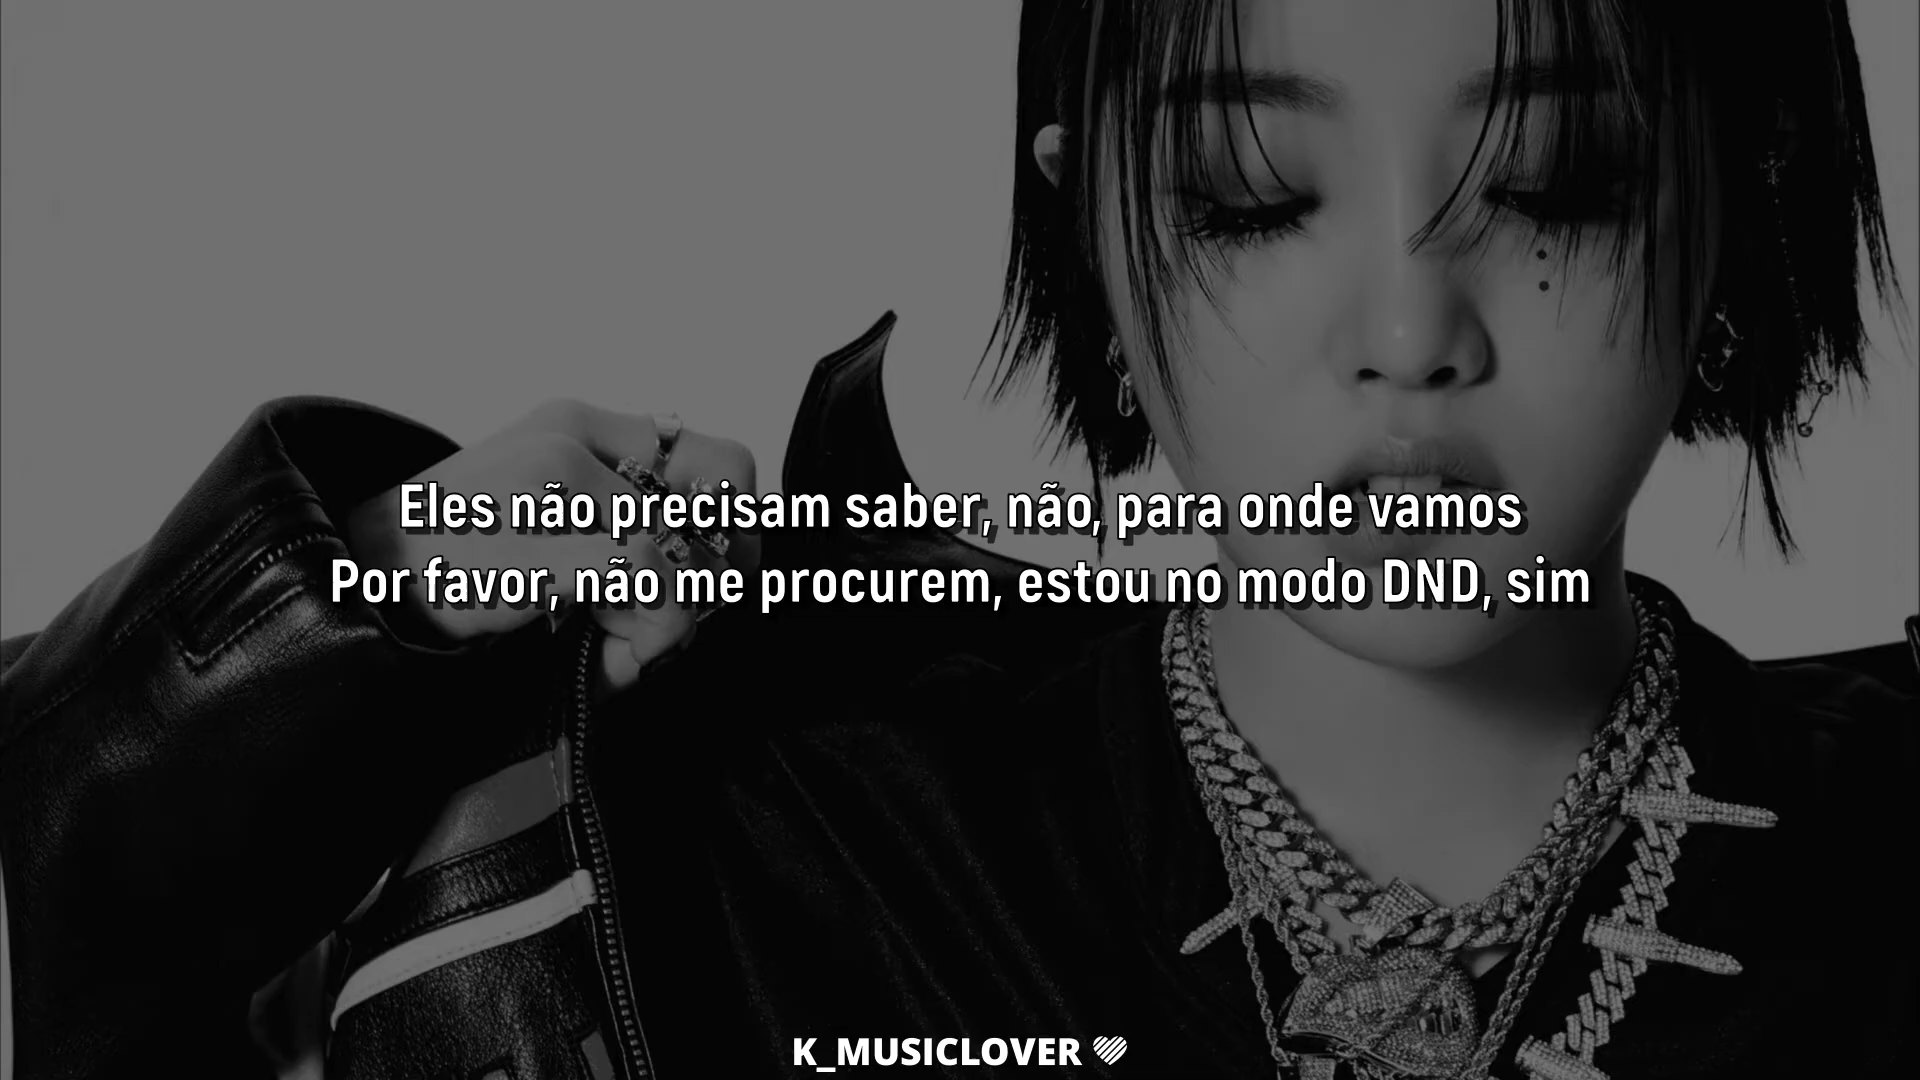 Eles não precisam saber, não, para onde vamos
Por favor, não me procurem, estou no modo DND, sim
K_MUSICLOVER